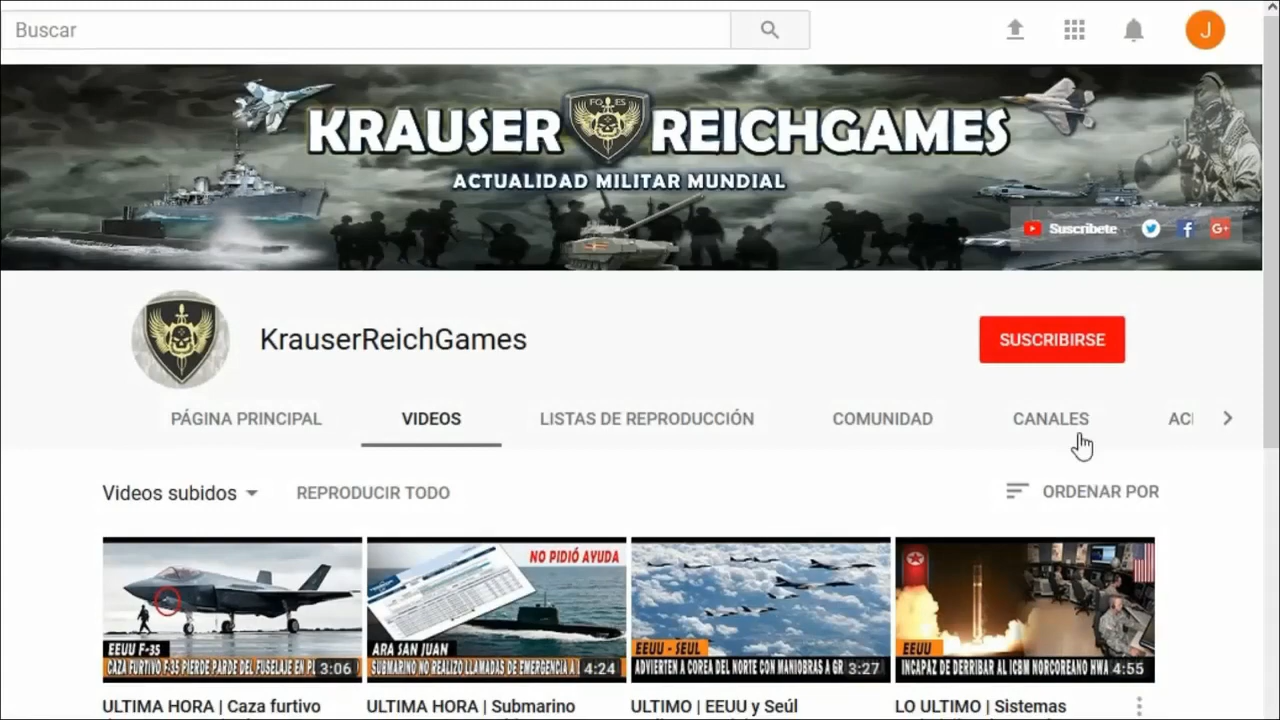 Buscar
J
KRAUSER REICHGAMES
FO ES
ACTUALIDAD MILITAR MUNDIAL
Suscribete
G+
KrauserReichGames
SUSCRIBIRSE
PÁGINA PRINCIPAL VIDEOS LISTAS DE REPRODUCCIÓN COMUNIDAD CANALES
Videos subidos REPRODUCIR TODO ORDENAR POR
NO PIDIÓ AYUDA
EEUU F-35
CAZA FURTIVO F-35 PIERDE PARDE DEL FUSELAJE EN 3:06
ARA SAN JUAN
SUBMARINO NO REALIZO LLAMADAS DE EMERGENCIA A 4:24
EEUU - SEUL
ADVIERTEN A COREA DEL NORTE CON MANIOBRAS A 3:27
EEUU
INCAPAZ DE DERRIBAR AL ICBM NORCOREANO HWA 4:55
ULTIMA HORA | Caza furtivo
ULTIMA HORA | Submarino
ULTIMO | EEUU y Seúl
LO ULTIMO | Sistemas